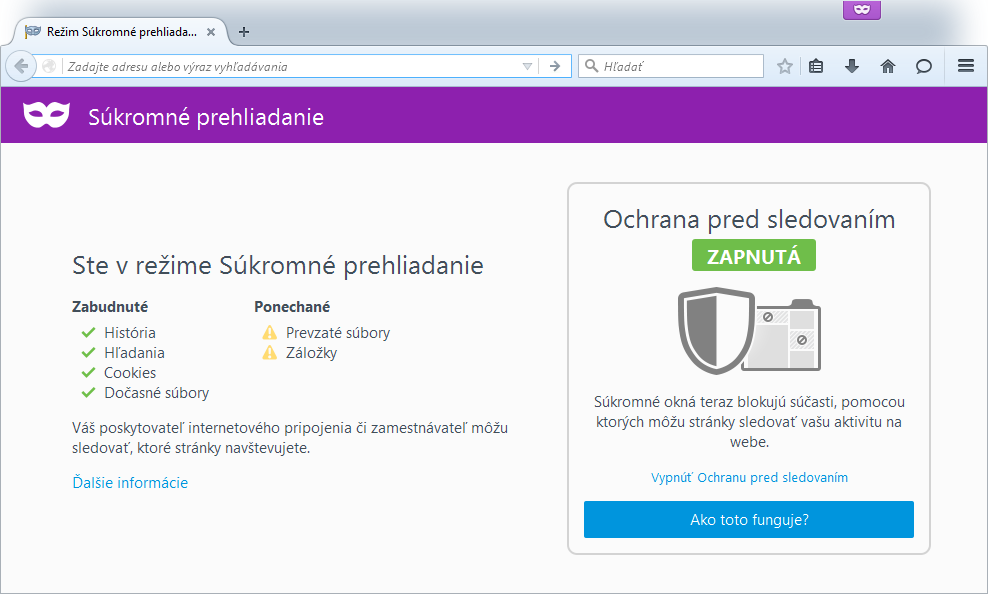 Režim Súkromné prehliada...
Zadajte adresu alebo výraz vyhľadávania
Hľadať
Súkromné prehliadanie
Ste v režime Súkromné prehliadanie
Zabudnuté
História
Hľadania
Cookies
Dočasné súbory
Ponechané
Prevzaté súbory
Záložky
Váš poskytovateľ internetového pripojenia či zamestnávateľ môžu
sledovať, ktoré stránky navštevujete.
Ďalšie informácie
Ochrana pred sledovaním
ZAPNUTÁ
Súkromné okná teraz blokujú súčasti, pomocou
ktorých môžu stránky sledovať vašu aktivitu na
webe.
Vypnúť Ochranu pred sledovaním
Ako toto funguje?